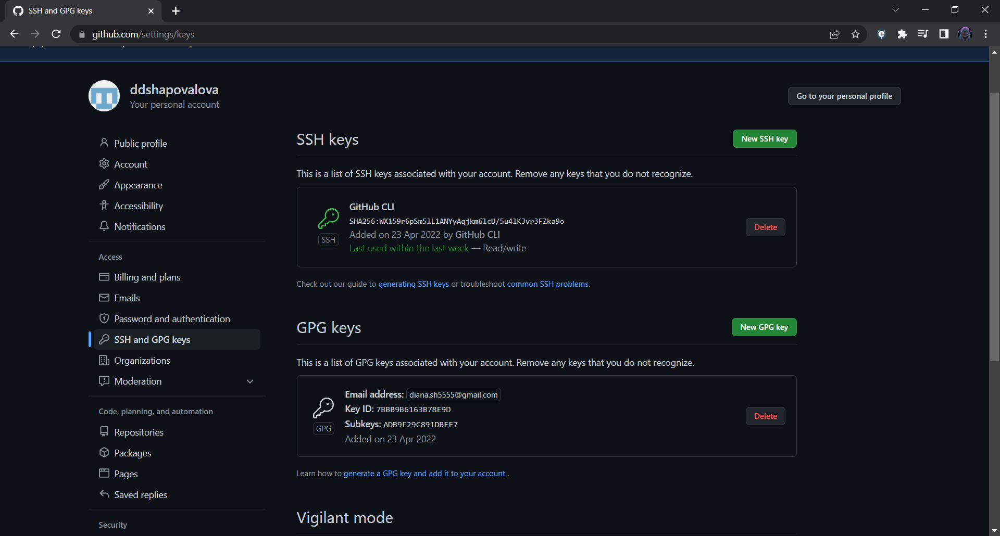 SSH and GPG keys
github.com/settings/keys
ddshapovalova
Your personal account
Go to your personal profile
Public profile
Account
Appearance
Accessibility
Notifications
Access
Billing and plans
Emails
Password and authentication
SSH and GPG keys
Organizations
Moderation
Code, planning, and automation
Repositories
Packages
Pages
Saved replies
Security
SSH keys
New SSH key
This is a list of SSH keys associated with your account. Remove any keys that you do not recognize.
GitHub CLI
SHA256:WX159r6pSm5lL1ANYyAqjkm6lcU/5u41KJvr3FZka9o
Added on 23 Apr 2022 by GitHub CLI
Last used within the last week — Read/write
SSH
Delete
Check out our guide to generating SSH keys or troubleshoot common SSH problems.
GPG keys
New GPG key
This is a list of GPG keys associated with your account. Remove any keys that you do not recognize.
Email address: diana.sh5555@gmail.com
Key ID: 7BBB9B6163B78E9D
Subkeys: ADB9F29C891DBEE7
Added on 23 Apr 2022
GPG
Delete
Learn how to generate a GPG key and add it to your account .
Vigilant mode